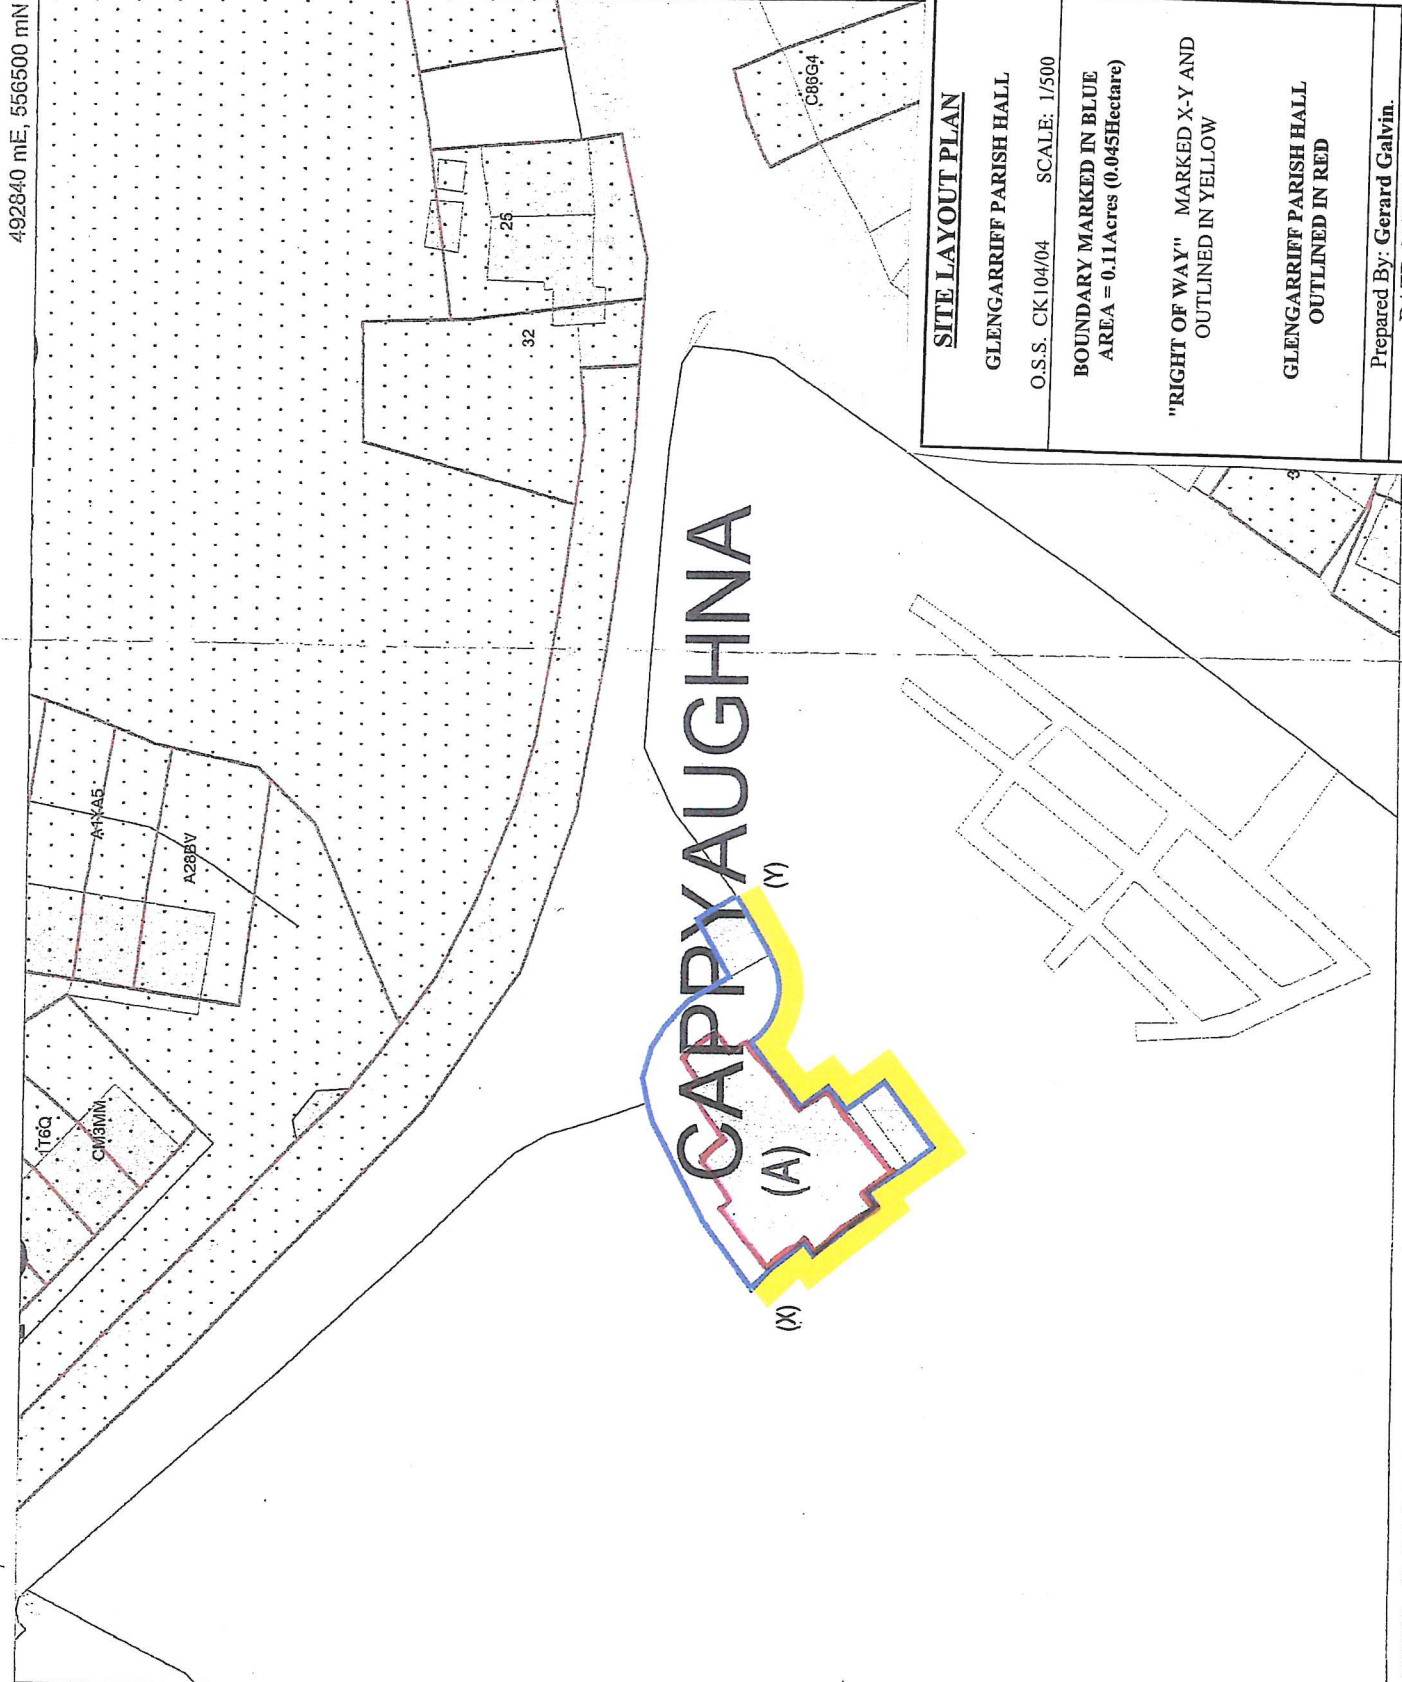 492840 mE, 556500 mN
C86G4
25
32
A1XA5
A28BV
1T6Q
CM3MM
CAPPYAUGHNA
(A)
(Y)
(X)
SITE LAYOUT PLAN
GLENGARRIFF PARISH HALL
O.S.S. CK104/04 SCALE: 1/500
BOUNDARY MARKED IN BLUE
AREA = 0.11Acres (0.045Hectare)
"RIGHT OF WAY" MARKED X-Y AND
OUTLINED IN YELLOW
GLENGARRIFF PARISH HALL
OUTLINED IN RED
Prepared By: Gerard Galvin.